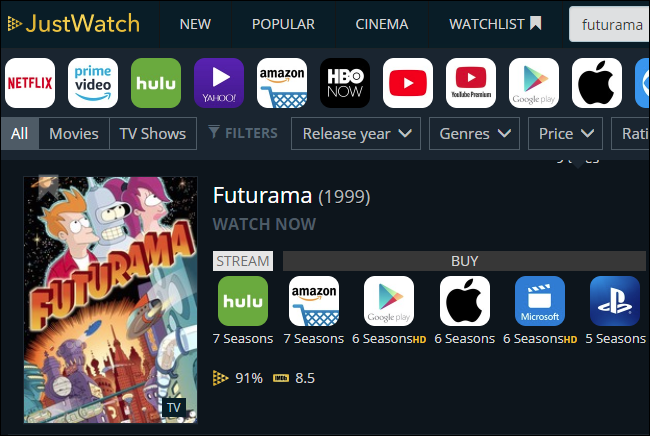 JustWatch NEW POPULAR CINEMA WATCHLIST futurama
NETFLIX prime video hulu YAHOO! amazon HBO NOW YouTube Premium Google play
All Movies TV Shows FILTERS Release year Genres Price Rati
Futurama (1999)
WATCH NOW
FUTURAMA
STREAM BUY
hulu amazon Google play Microsoft
7 Seasons 7 Seasons 6 SeasonsHD 6 Seasons 6 SeasonsHD 5 Seasons
91% IMDb 8.5
TV